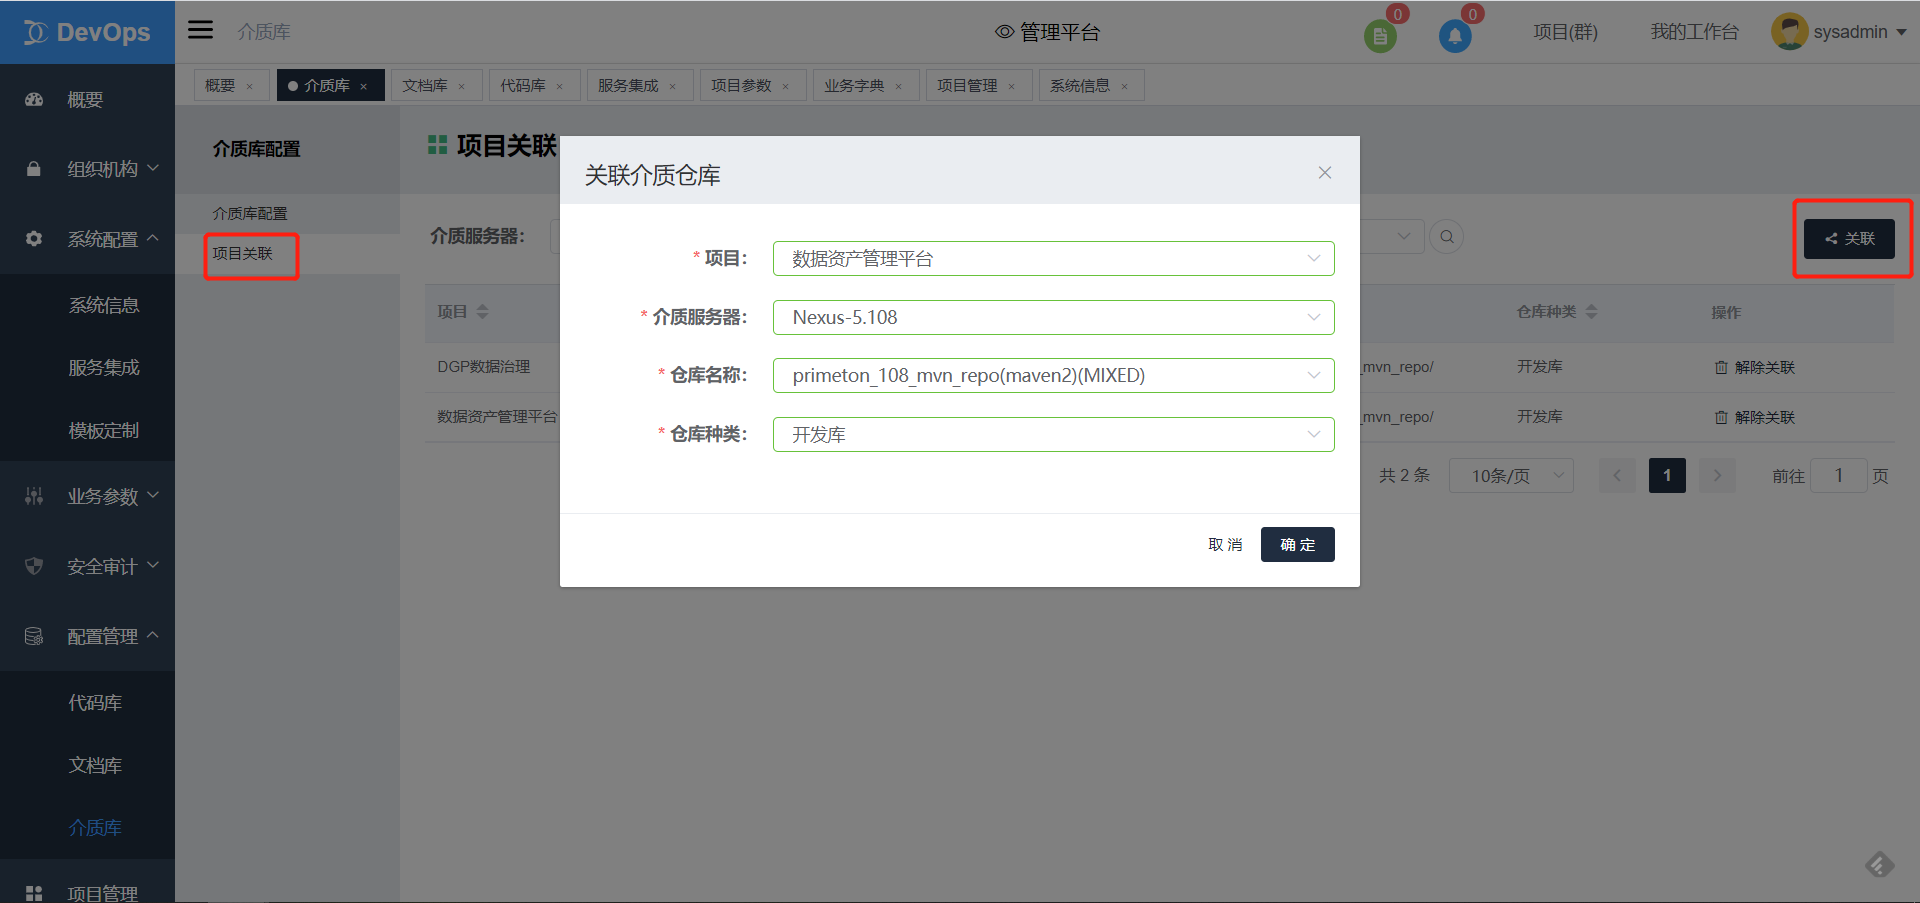 DevOps
介质库
管理平台
0
0
项目(群)
我的工作台
sysadmin
概要 ×
介质库 ×
文档库 ×
代码库 ×
服务集成 ×
项目参数 ×
业务字典 ×
项目管理 ×
系统信息 ×
概要
组织机构
系统配置
系统信息
服务集成
模板定制
业务参数
安全审计
配置管理
代码库
文档库
介质库
项目管理
介质库配置
介质库配置
项目关联
项目关联
介质服务器:
关联
项目
仓库种类
操作
DGP数据治理
_mvn_repo/
开发库
解除关联
数据资产管理平台
_mvn_repo/
开发库
解除关联
共 2 条
10条/页
1
前往 1 页
关联介质仓库
* 项目: 数据资产管理平台
* 介质服务器: Nexus-5.108
* 仓库名称: primeton_108_mvn_repo(maven2)(MIXED)
* 仓库种类: 开发库
取 消
确 定